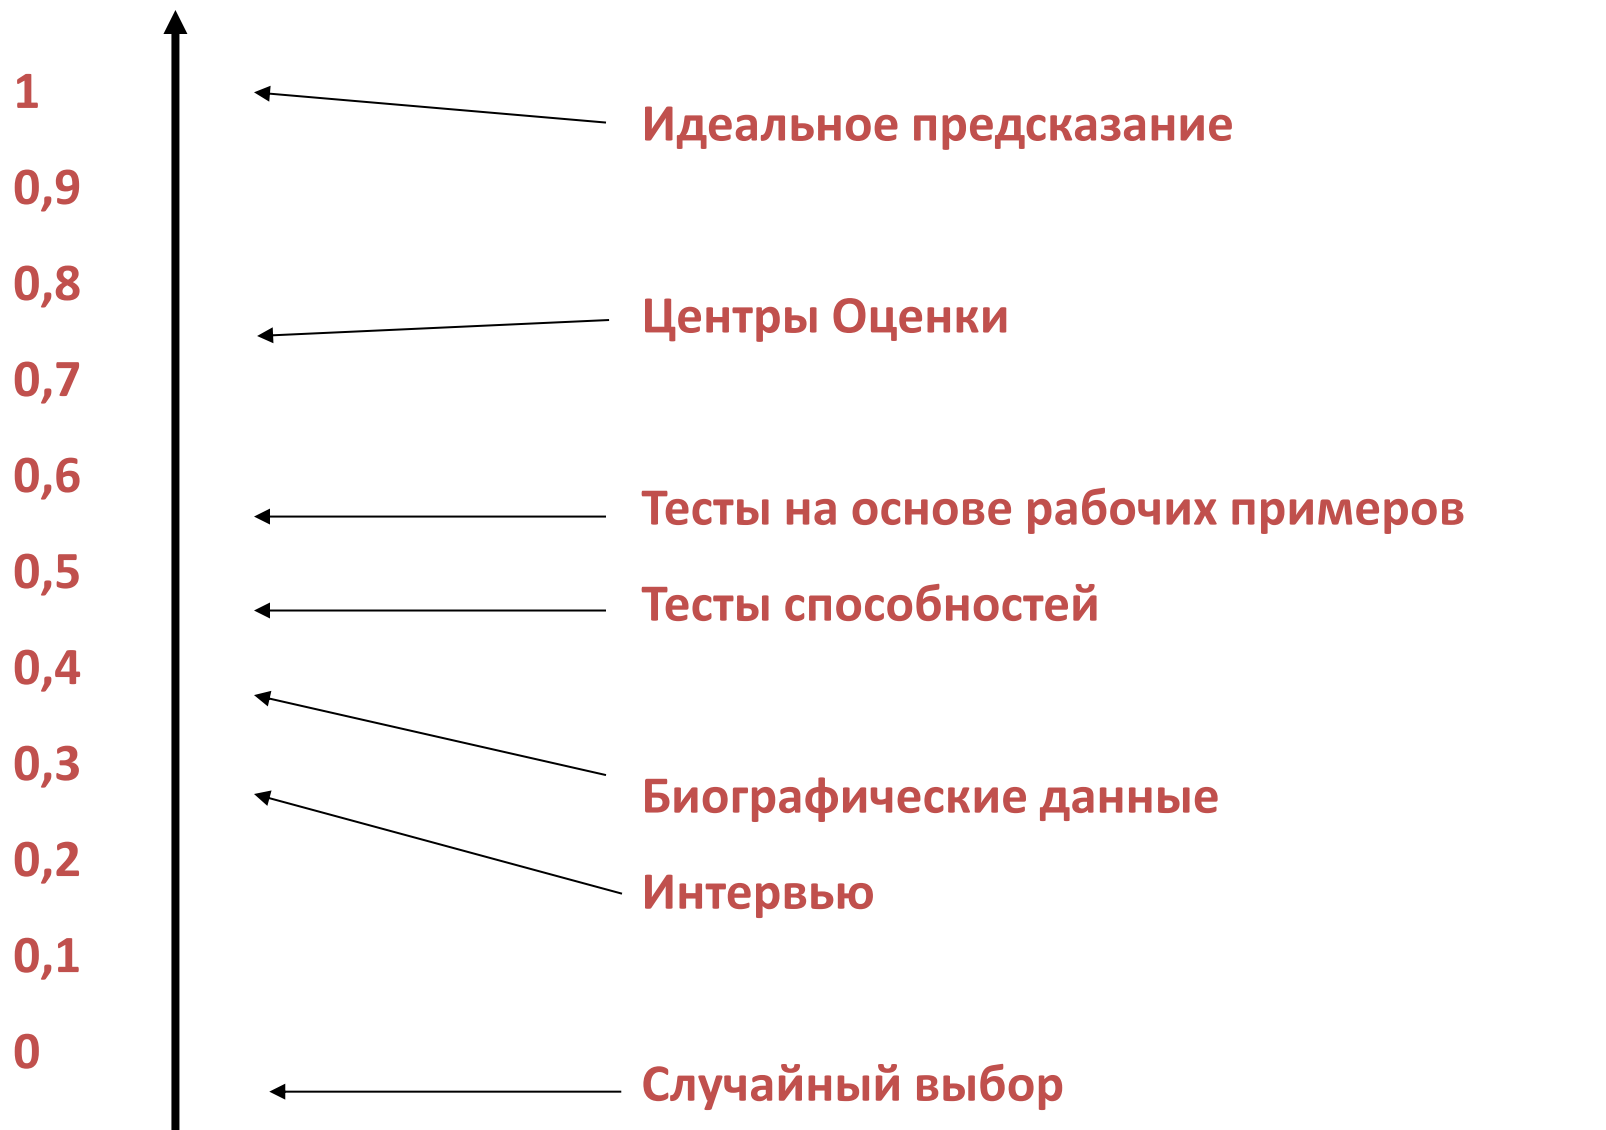 1
Идеальное предсказание
0,9
0,8
Центры Оценки
0,7
0,6
Тесты на основе рабочих примеров
0,5
Тесты способностей
0,4
0,3
Биографические данные
0,2
Интервью
0,1
0
Случайный выбор